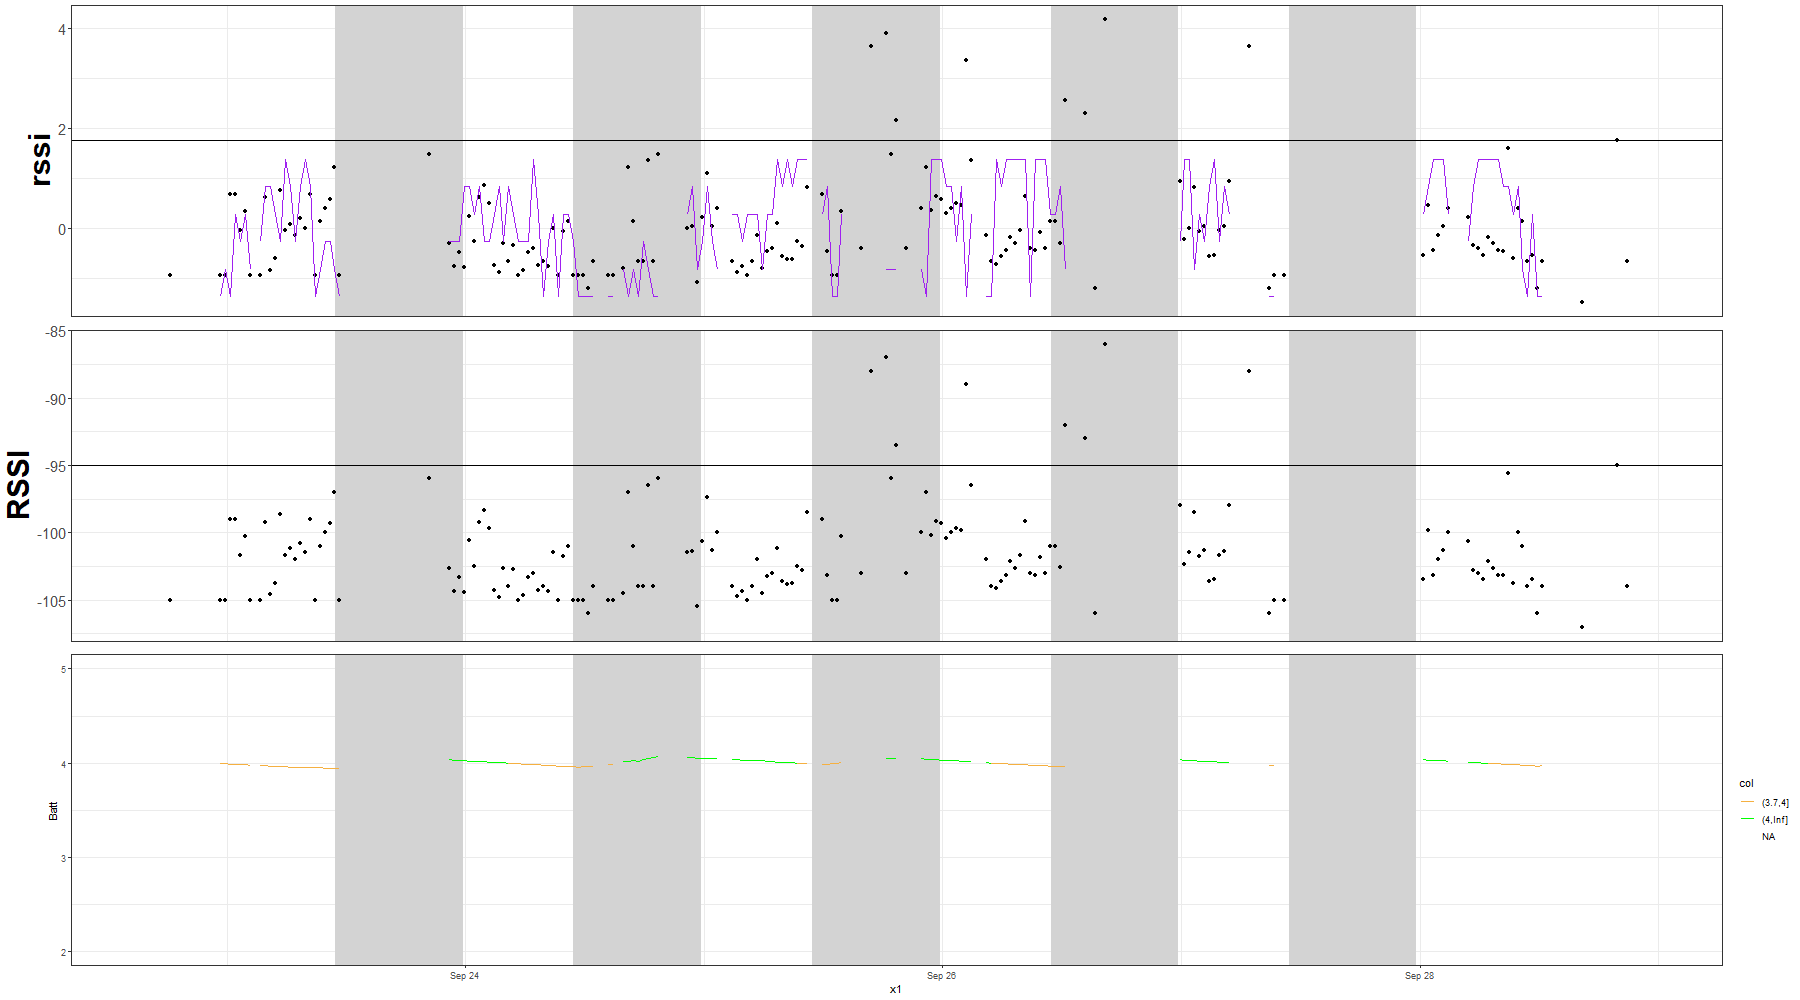 rssi
4
2
0
RSSI
-85
-90
-95
-100
-105
Batt
5
4
3
2
Sep 24
Sep 26
Sep 28
x1
col
(3.7,4]
(4,Inf]
NA